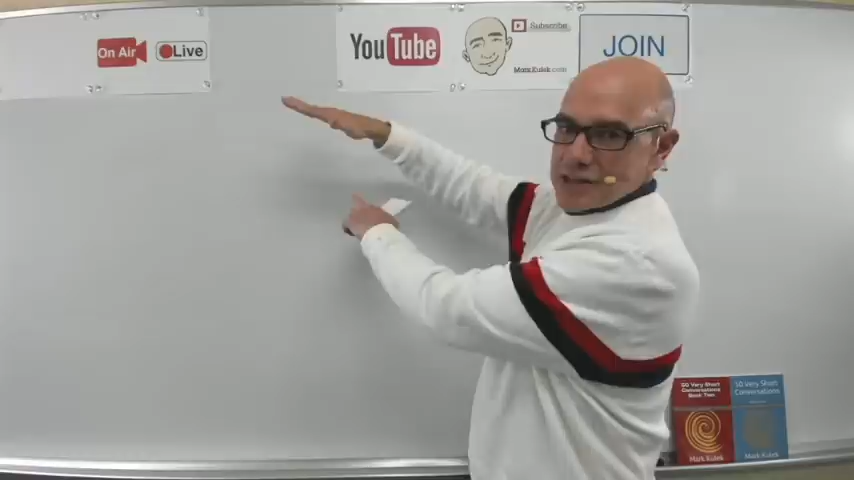 On Air
Live
YouTube
Subscribe
MarkKulek.com
JOIN
50 Very Short
Conversations
Book Two
Mark Kulek
50 Very Short
Conversations
Mark Kulek